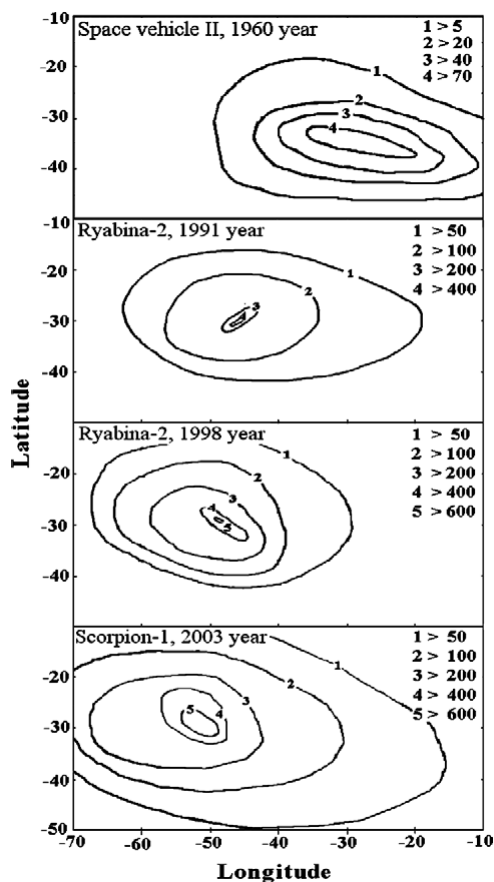 -10
Space vehicle II, 1960 year
1 > 5
2 > 20
3 > 40
4 > 70
1
2
3
4
-20
-30
-40
-10
Ryabina-2, 1991 year
1 > 50
2 > 100
3 > 200
4 > 400
1
2
3
4
-20
-30
-40
Latitude
Ryabina-2, 1998 year
1 > 50
2 > 100
3 > 200
4 > 400
5 > 600
1
2
3
4
5
-20
-30
-40
Scorpion-1, 2003 year
1 > 50
2 > 100
3 > 200
4 > 400
5 > 600
1
2
3
4
5
-20
-30
-40
-50
-70 -60 -50 -40 -30 -20 -10
Longitude